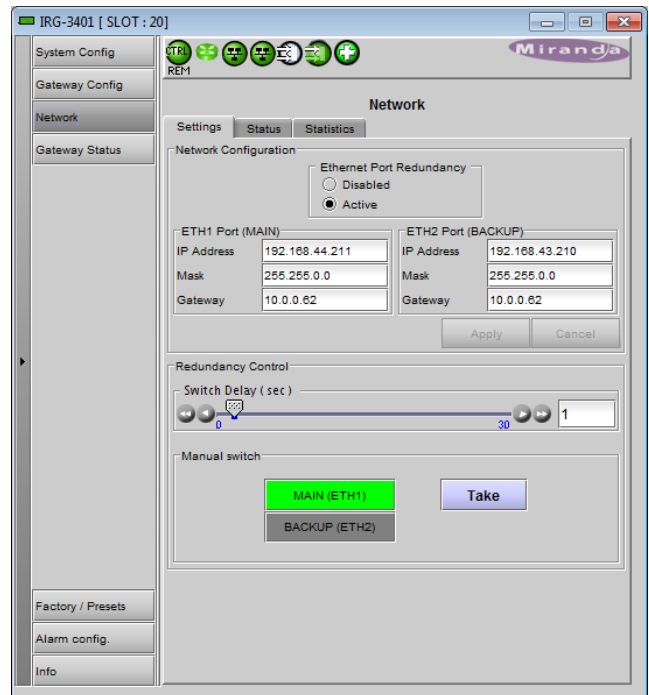 IRG-3401 [ SLOT : 20]
System Config
Gateway Config
Network
Gateway Status
CTRL
REM
Miranda
Network
Settings Status Statistics
Network Configuration
Ethernet Port Redundancy
Disabled
Active
ETH1 Port (MAIN)
IP Address 192.168.44.211
Mask 255.255.0.0
Gateway 10.0.0.62
ETH2 Port (BACKUP)
IP Address 192.168.43.210
Mask 255.255.0.0
Gateway 10.0.0.62
Apply Cancel
Redundancy Control
Switch Delay ( sec )
0 30 1
Manual switch
MAIN (ETH1) Take
BACKUP (ETH2)
Factory / Presets
Alarm config.
Info